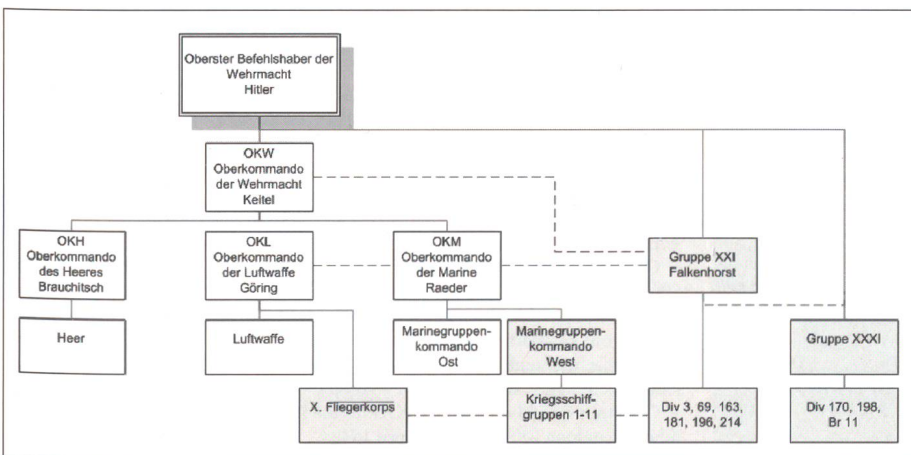 Oberster Befehlshaber der
Wehrmacht
Hitler
OKW
Oberkommando
der Wehrmacht
Keitel
OKH
Oberkommando
des Heeres
Brauchitsch
OKL
Oberkommando
der Luftwaffe
Göring
OKM
Oberkommando
der Marine
Raeder
Gruppe XXI
Falkenhorst
Heer
Luftwaffe
Marinegruppen-
kommando
Ost
Marinegruppen-
kommando
West
Gruppe XXXI
X. Fliegerkorps
Kriegsschiff-
gruppen 1-11
Div 3, 69, 163,
181, 196, 214
Div 170, 198,
Br 11